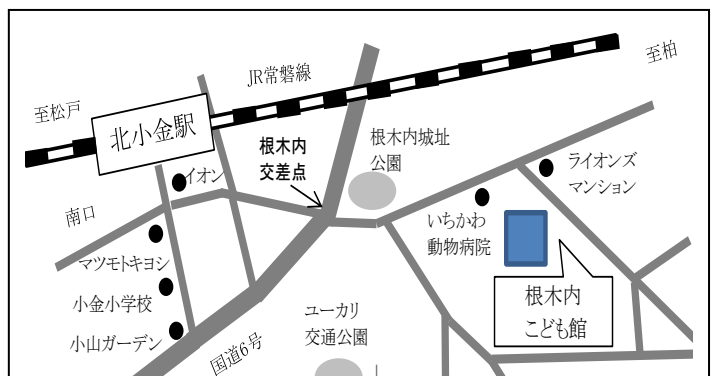 JR常磐線
至柏
至松戸
北小金駅
根木内
交差点
根木内城址
公園
ライオンズ
マンション
イオン
南口
いちかわ
動物病院
マツモトキヨシ
小金小学校
小山ガーデン
国道6号
ユーカリ
交通公園
根木内
こども館